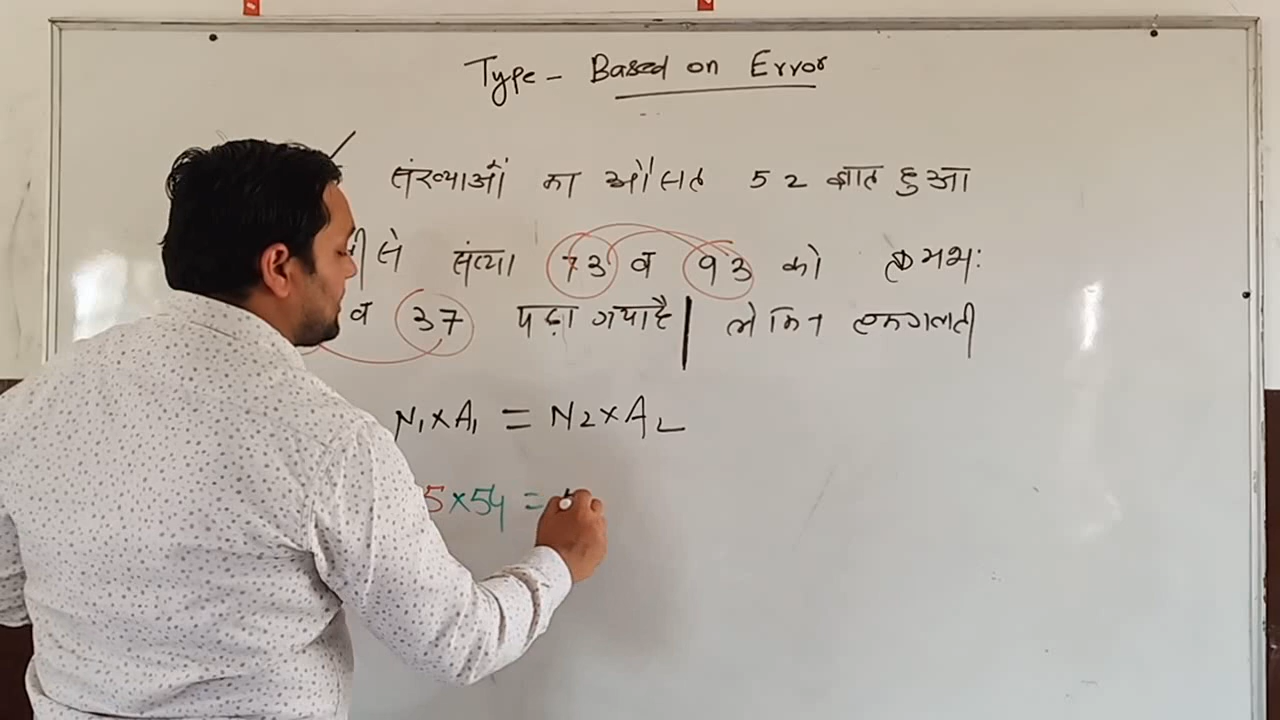 Type - Based on Error
संख्याओं का औसत 52 ज्ञात हुआ
से संख्या 73 व 93 को क्रमशः
व 37 पढ़ा गया है | लेकिन गलती
N₁×A₁ = N₂×A₂
5×54 =